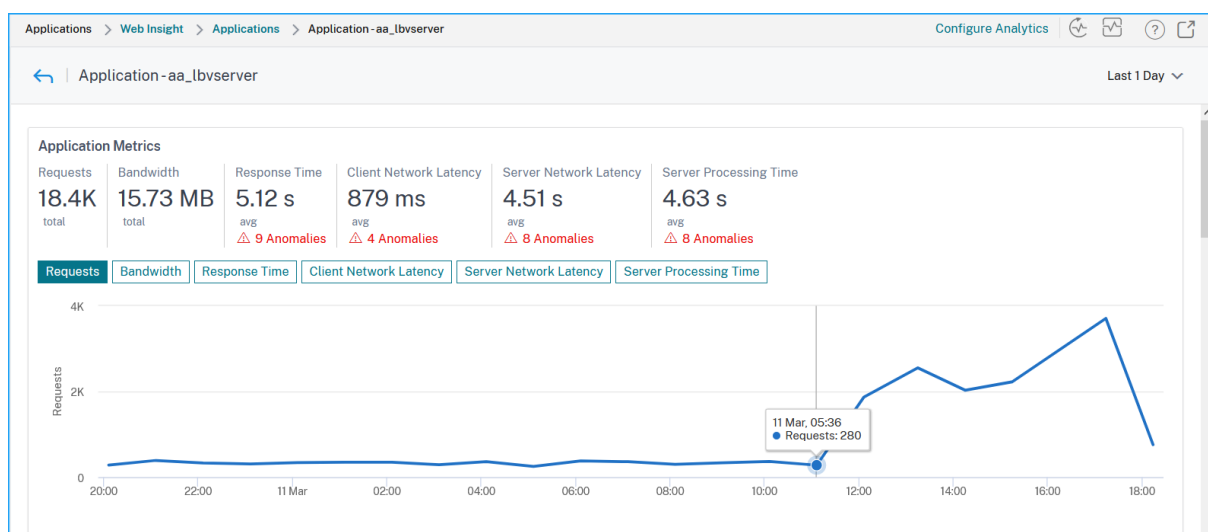 Applications > Web Insight > Applications > Application-aa_lbvserver Configure Analytics ?
Application-aa_lbvserver Last 1 Day
Application Metrics
Requests Bandwidth Response Time Client Network Latency Server Network Latency Server Processing Time
18.4K 15.73 MB 5.12 s 879 ms 4.51 s 4.63 s
total total avg avg avg avg
9 Anomalies 4 Anomalies 8 Anomalies 8 Anomalies
Requests Bandwidth Response Time Client Network Latency Server Network Latency Server Processing Time
4K
2K
0
Requests
11 Mar, 05:36
Requests: 280
20:00 22:00 11 Mar 02:00 04:00 06:00 08:00 10:00 12:00 14:00 16:00 18:00